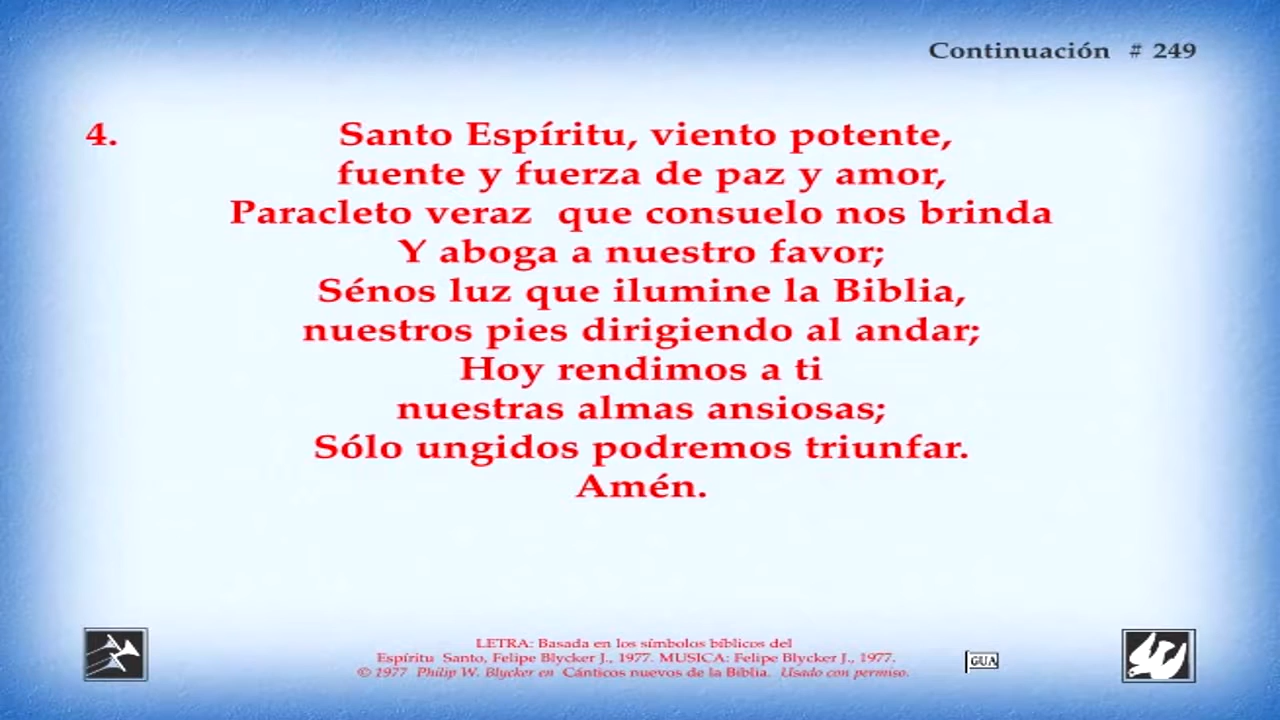 Continuación # 249
4. Santo Espíritu, viento potente,
fuente y fuerza de paz y amor,
Paracleto veraz que consuelo nos brinda
Y aboga a nuestro favor;
Sénos luz que ilumine la Biblia,
nuestros pies dirigiendo al andar;
Hoy rendimos a ti
nuestras almas ansiosas;
Sólo ungidos podremos triunfar.
Amén.
LETRA: Basada en los símbolos bíblicos del
Espíritu Santo, Felipe Blycker J., 1977. MUSICA: Felipe Blycker J., 1977.
© 1977 Philip W. Blycker en Cánticos nuevos de la Biblia. Usado con permiso.
GUA